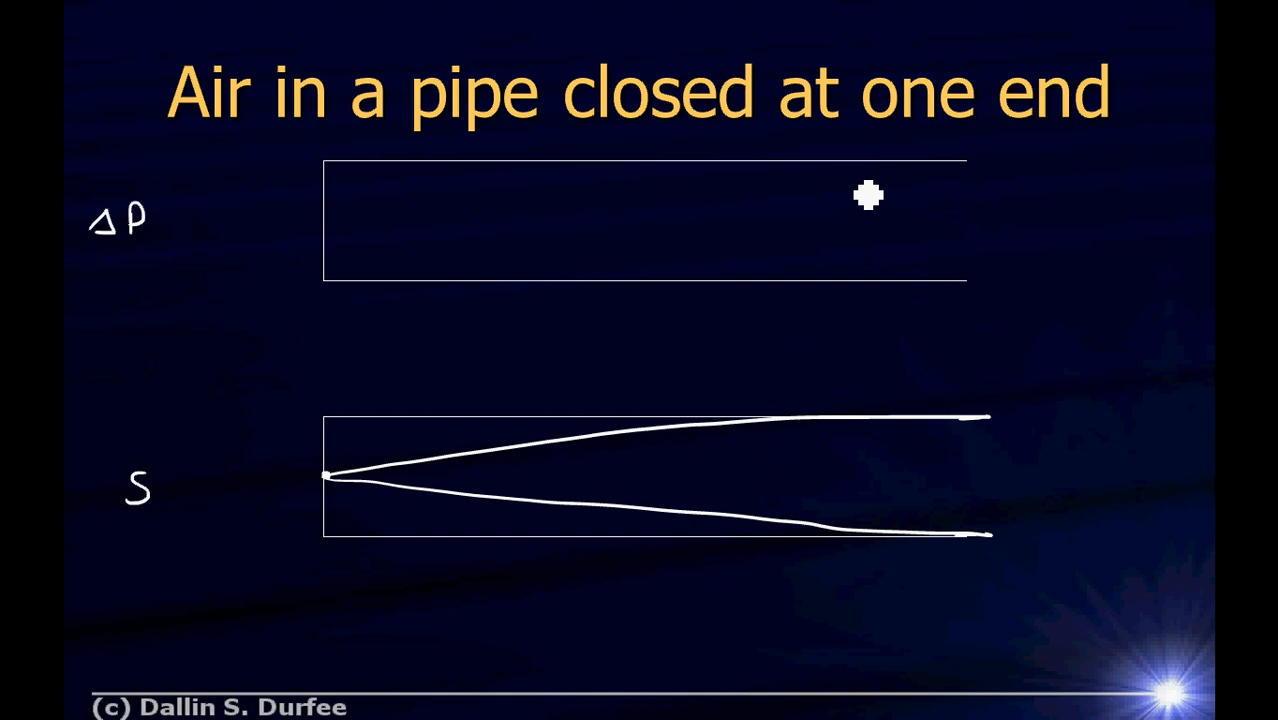 Air in a pipe closed at one end
ΔP
S
(c) Dallin S. Durfee